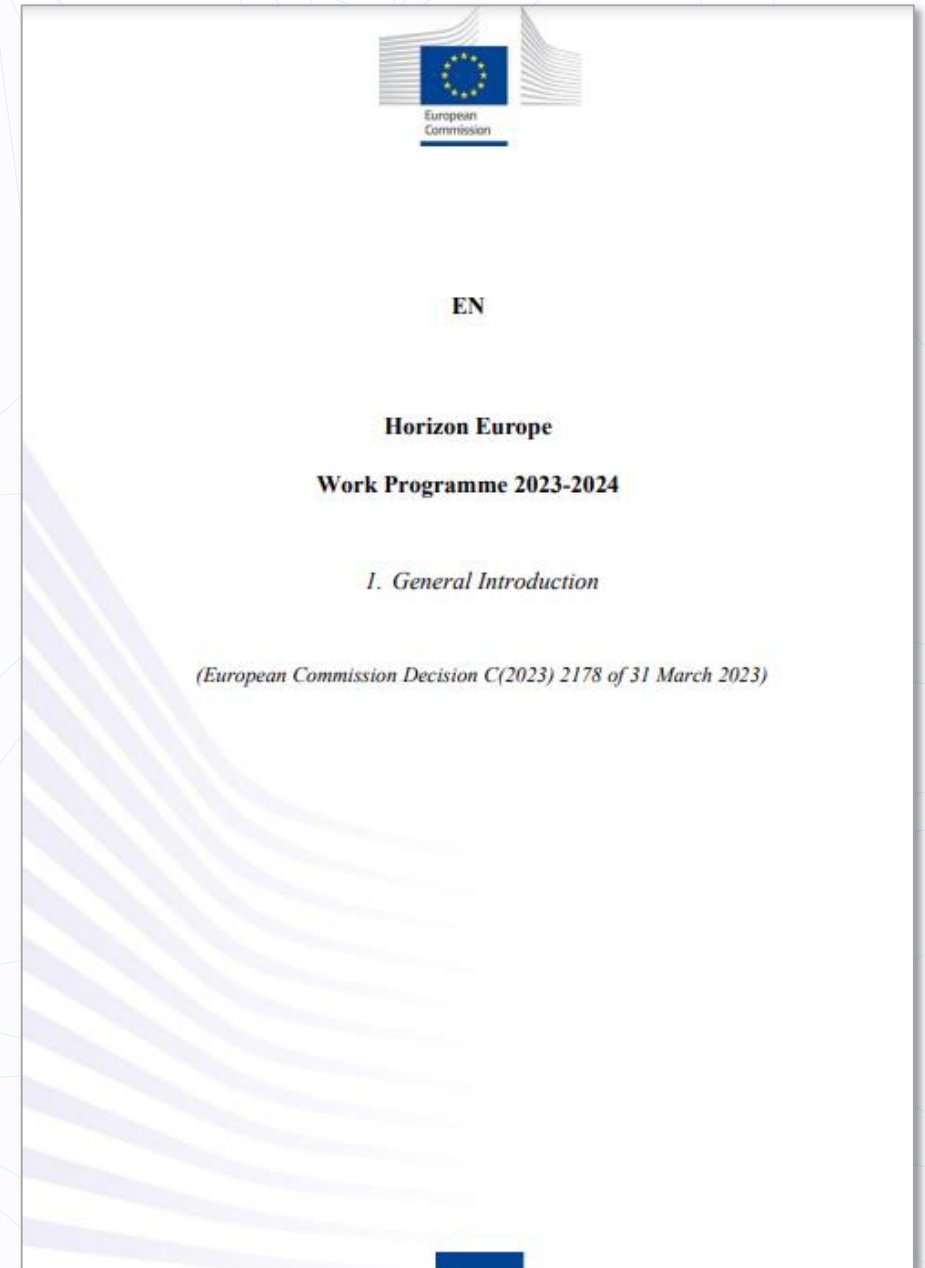 European
Commission
EN
Horizon Europe
Work Programme 2023-2024
1. General Introduction
(European Commission Decision C(2023) 2178 of 31 March 2023)